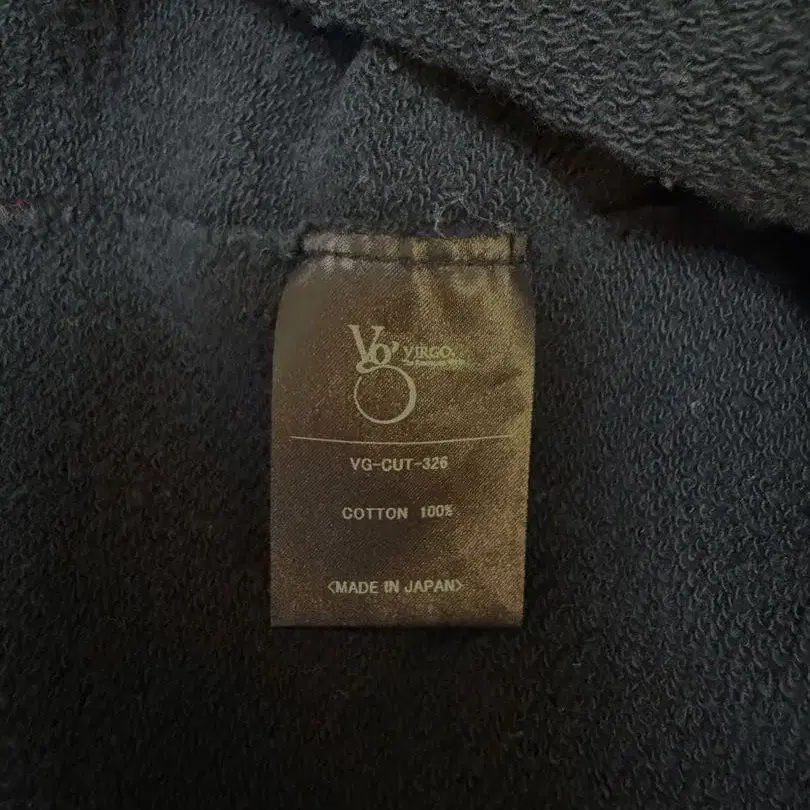 Vg' VIRGO.
VG-CUT-326
COTTON 100%
<MADE IN JAPAN>